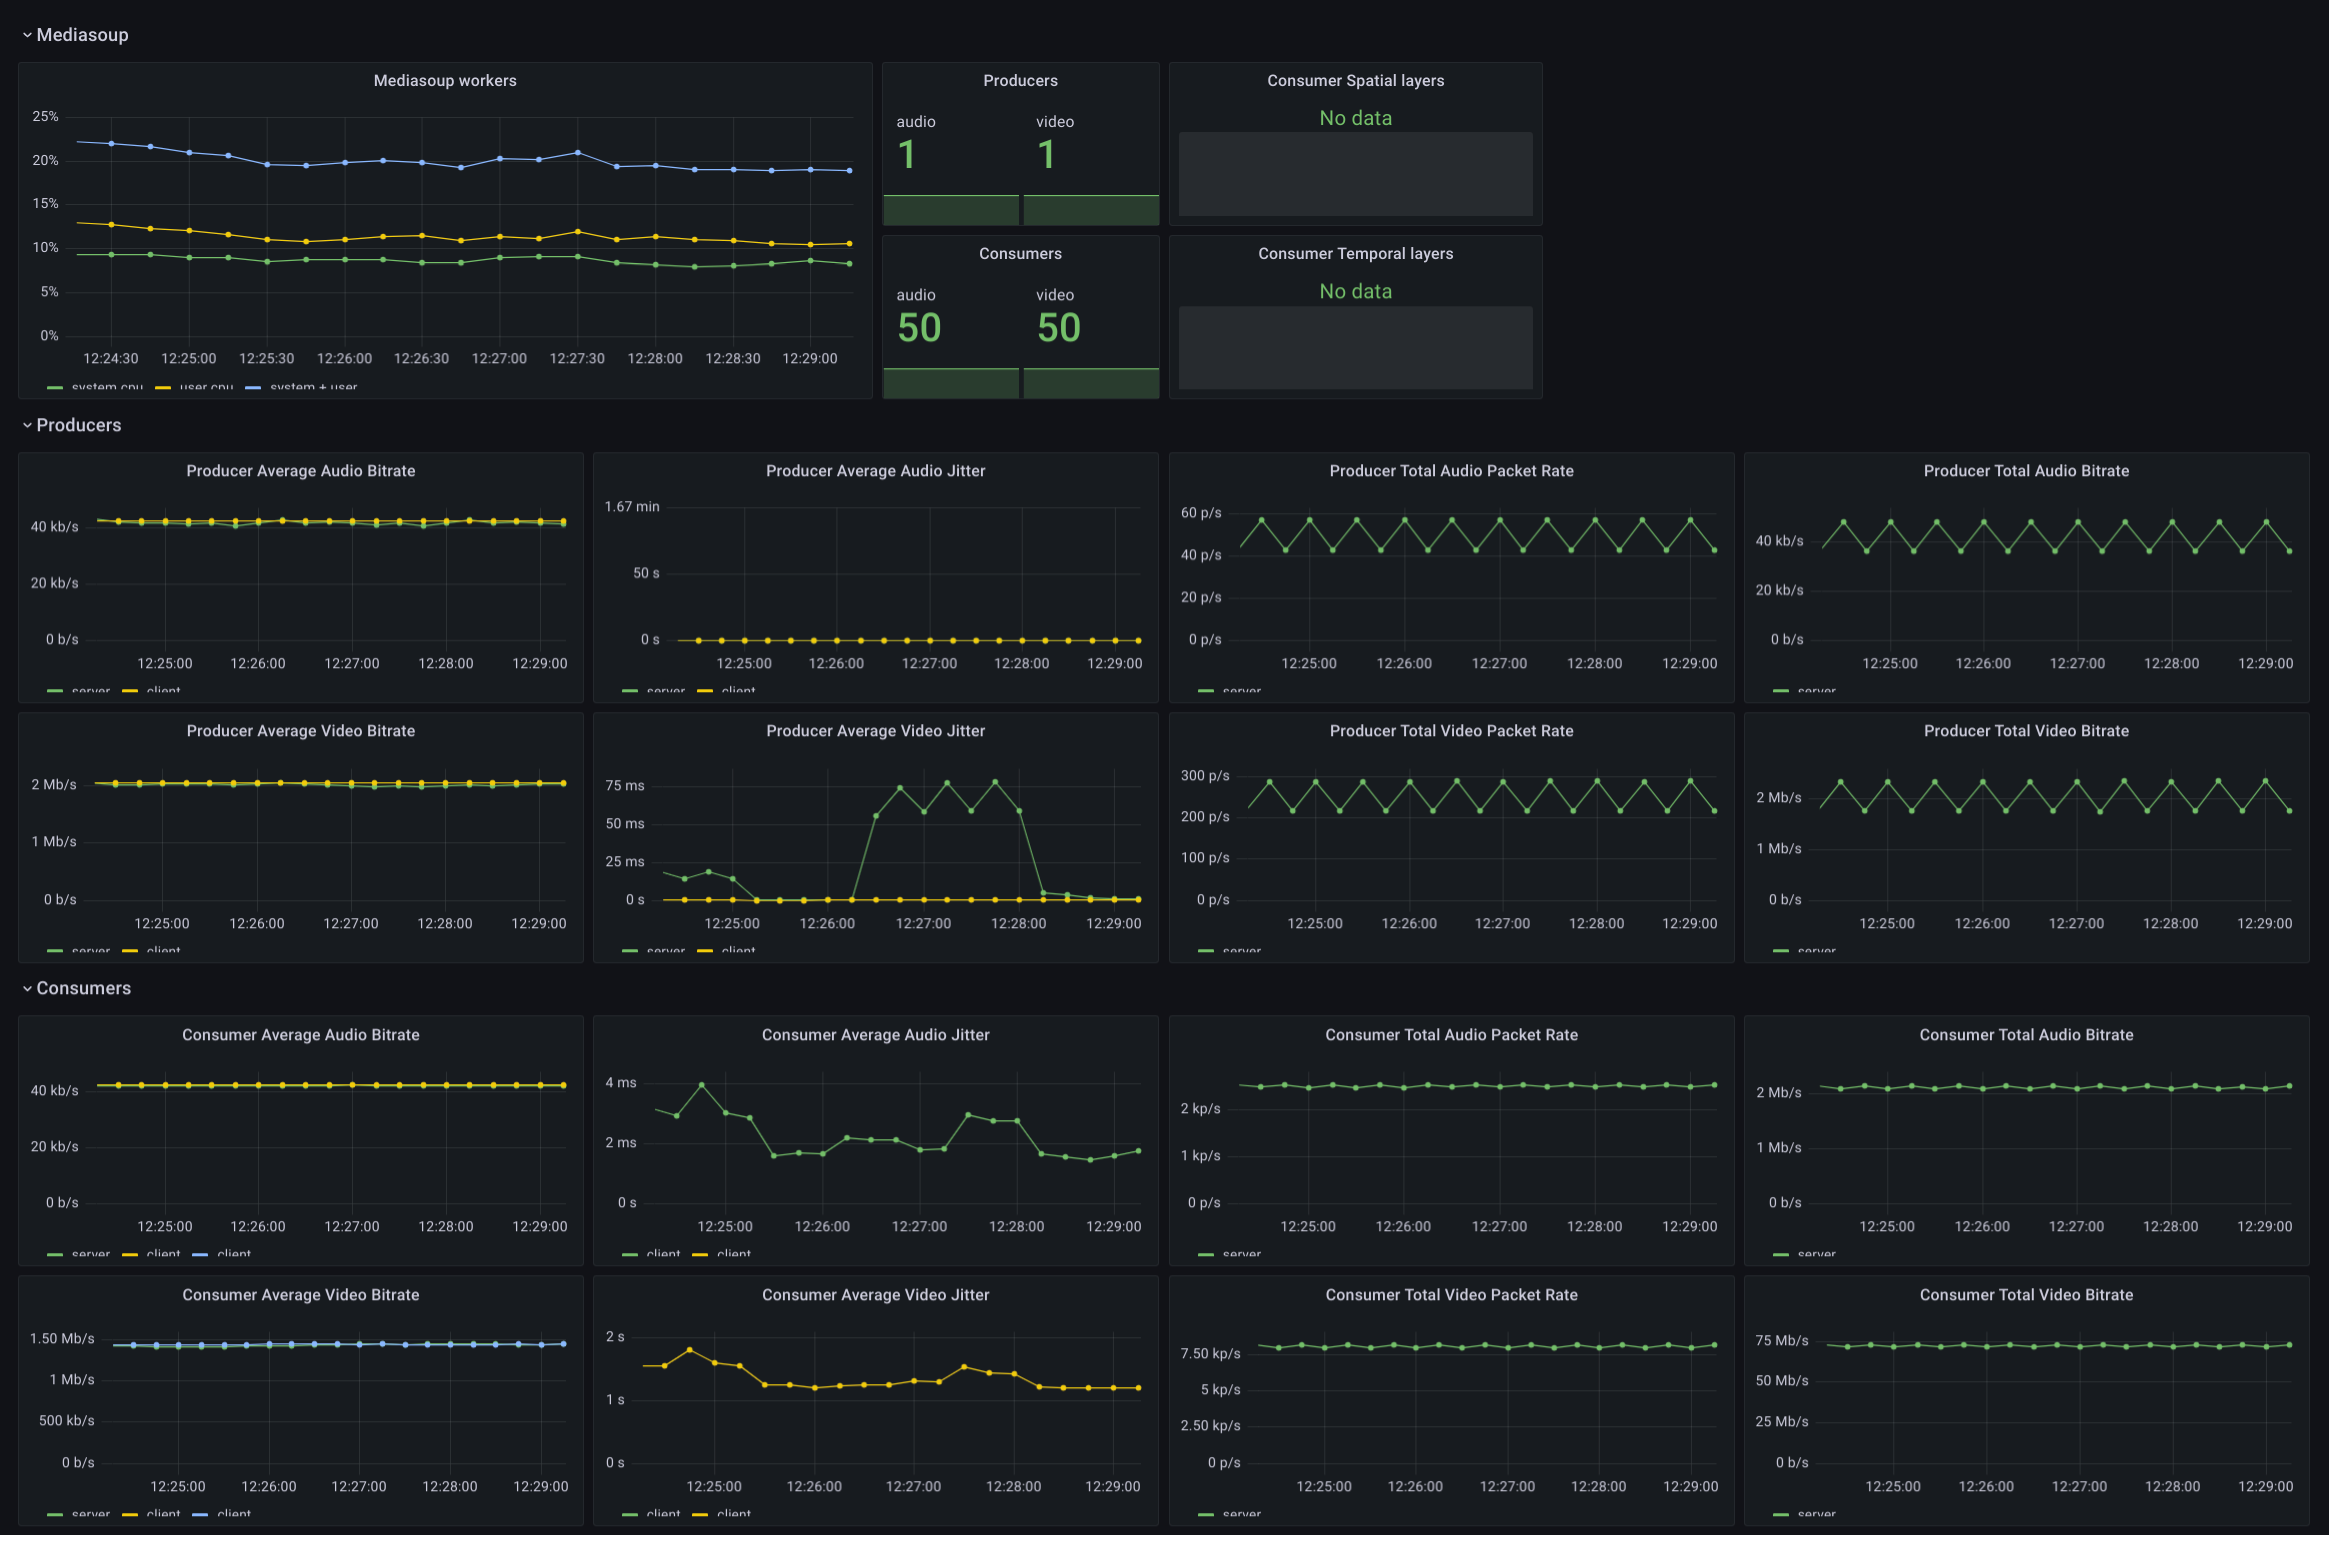 Mediasoup
Mediasoup workers
25%
20%
15%
10%
5%
0%
12:24:30 12:25:00 12:25:30 12:26:00 12:26:30 12:27:00 12:27:30 12:28:00 12:28:30 12:29:00
system cpu user cpu system + user
Producers
audio video
1 1
Consumer Spatial layers
No data
Consumers
audio video
50 50
Consumer Temporal layers
No data
Producers
Producer Average Audio Bitrate
40 kb/s
20 kb/s
0 b/s
12:25:00 12:26:00 12:27:00 12:28:00 12:29:00
server client
Producer Average Audio Jitter
1.67 min
50 s
0 s
12:25:00 12:26:00 12:27:00 12:28:00 12:29:00
server client
Producer Total Audio Packet Rate
60 p/s
40 p/s
20 p/s
0 p/s
12:25:00 12:26:00 12:27:00 12:28:00 12:29:00
server
Producer Total Audio Bitrate
40 kb/s
20 kb/s
0 b/s
12:25:00 12:26:00 12:27:00 12:28:00 12:29:00
server
Producer Average Video Bitrate
2 Mb/s
1 Mb/s
0 b/s
12:25:00 12:26:00 12:27:00 12:28:00 12:29:00
server client
Producer Average Video Jitter
75 ms
50 ms
25 ms
0 s
12:25:00 12:26:00 12:27:00 12:28:00 12:29:00
server client
Producer Total Video Packet Rate
300 p/s
200 p/s
100 p/s
0 p/s
12:25:00 12:26:00 12:27:00 12:28:00 12:29:00
server
Producer Total Video Bitrate
2 Mb/s
1 Mb/s
0 b/s
12:25:00 12:26:00 12:27:00 12:28:00 12:29:00
server
Consumers
Consumer Average Audio Bitrate
40 kb/s
20 kb/s
0 b/s
12:25:00 12:26:00 12:27:00 12:28:00 12:29:00
server client client
Consumer Average Audio Jitter
4 ms
2 ms
0 s
12:25:00 12:26:00 12:27:00 12:28:00 12:29:00
client client
Consumer Total Audio Packet Rate
2 kp/s
1 kp/s
0 p/s
12:25:00 12:26:00 12:27:00 12:28:00 12:29:00
server
Consumer Total Audio Bitrate
2 Mb/s
1 Mb/s
0 b/s
12:25:00 12:26:00 12:27:00 12:28:00 12:29:00
server
Consumer Average Video Bitrate
1.50 Mb/s
1 Mb/s
500 kb/s
0 b/s
12:25:00 12:26:00 12:27:00 12:28:00 12:29:00
server client client
Consumer Average Video Jitter
2 s
1 s
0 s
12:25:00 12:26:00 12:27:00 12:28:00 12:29:00
client client
Consumer Total Video Packet Rate
7.50 kp/s
5 kp/s
2.50 kp/s
0 p/s
12:25:00 12:26:00 12:27:00 12:28:00 12:29:00
server
Consumer Total Video Bitrate
75 Mb/s
50 Mb/s
25 Mb/s
0 b/s
12:25:00 12:26:00 12:27:00 12:28:00 12:29:00
server